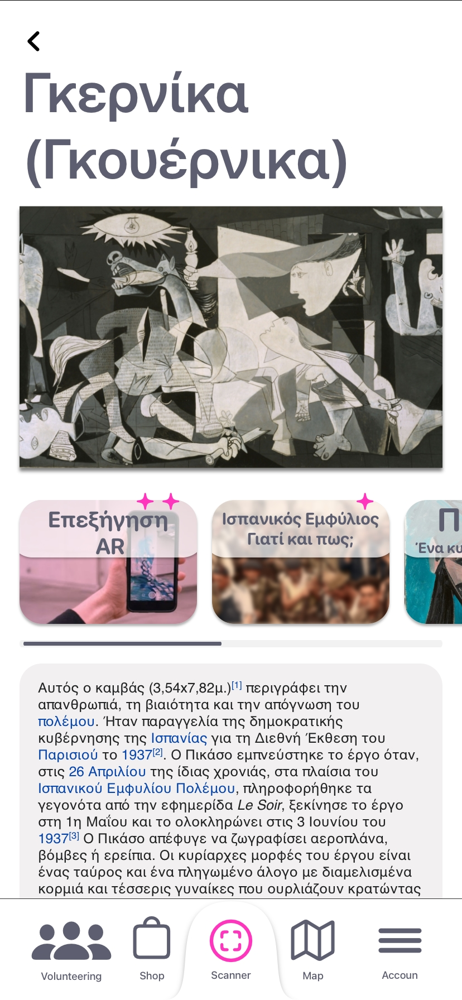 Γκερνίκα
(Γκουέρνικα)
Επεξήγηση
AR
Ισπανικός Εμφύλιος
Γιατί και πως;
Π
Ένα κυ
Αυτός ο καμβάς (3,54x7,82μ.)[1] περιγράφει την
απανθρωπιά, τη βιαιότητα και την απόγνωση του
πολέμου. Ήταν παραγγελία της δημοκρατικής
κυβέρνησης της Ισπανίας για τη Διεθνή Έκθεση του
Παρισιού το 1937[2]. Ο Πικάσο εμπνεύστηκε το έργο όταν,
στις 26 Απριλίου της ίδιας χρονιάς, στα πλαίσια του
Ισπανικού Εμφυλίου Πολέμου, πληροφορήθηκε τα
γεγονότα από την εφημερίδα Le Soir, ξεκίνησε το έργο
στη 1η Μαΐου και το ολοκληρώνει στις 3 Ιουνίου του
1937[3] Ο Πικάσο απέφυγε να ζωγραφίσει αεροπλάνα,
βόμβες ή ερείπια. Οι κυρίαρχες μορφές του έργου είναι
ένας ταύρος και ένα πληγωμένο άλογο με διαμελισμένα
κορμιά και τέσσερις γυναίκες που ουρλιάζουν κρατώντας
Volunteering
Shop
Scanner
Map
Accoun